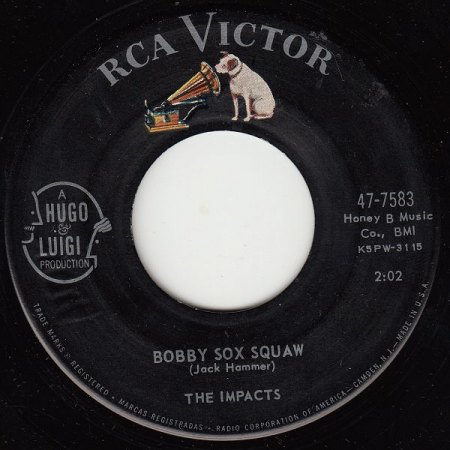 RCA VICTOR
A
HUGO
&
LUIGI
PRODUCTION
47-7583
Honey B Music
Co., BMI
K5PW-3115
2:02
BOBBY SOX SQUAW
(Jack Hammer)
THE IMPACTS
TRADE MARKS ® REGISTERED • MARCAS REGISTRADAS • RADIO CORPORATION OF AMERICA—CAMDEN, N.J.—MADE IN U.S.A.